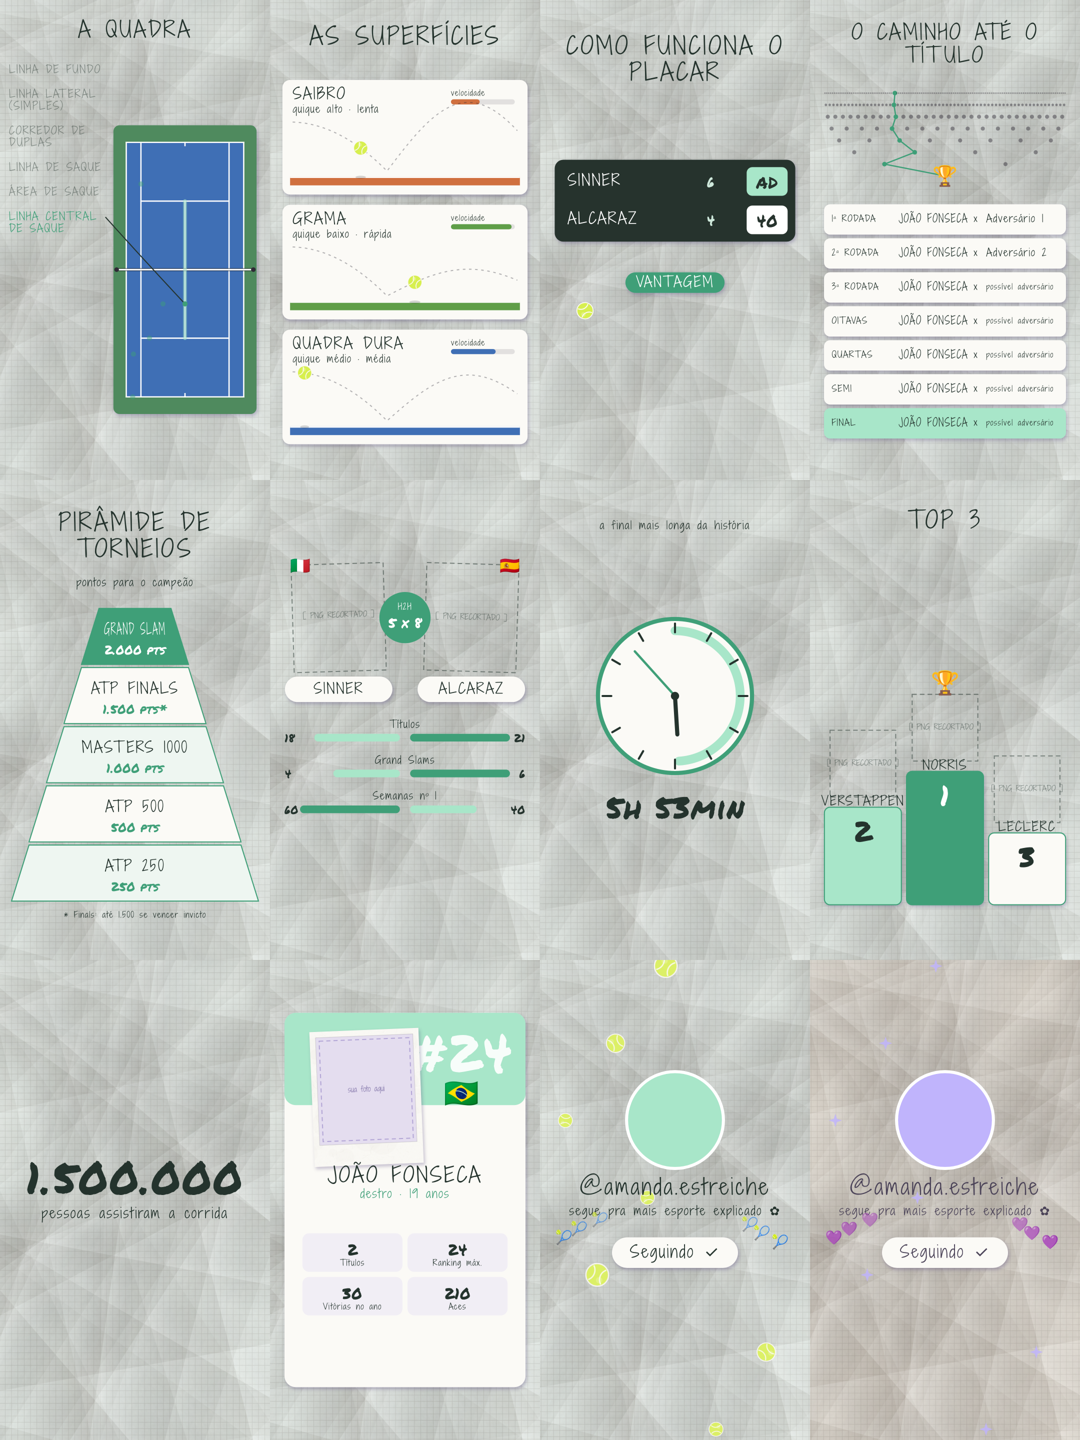 A QUADRA
LINHA DE FUNDO
LINHA LATERAL
(SIMPLES)
CORREDOR DE
DUPLAS
LINHA DE SAQUE
ÁREA DE SAQUE
LINHA CENTRAL
DE SAQUE
AS SUPERFÍCIES
SAIBRO
quique alto · lenta
velocidade
GRAMA
quique baixo · rápida
velocidade
QUADRA DURA
quique médio · média
velocidade
COMO FUNCIONA O
PLACAR
SINNER 6 AD
ALCARAZ 4 40
VANTAGEM
O CAMINHO ATÉ O
TÍTULO
1ª RODADA JOÃO FONSECA x Adversário 1
2ª RODADA JOÃO FONSECA x Adversário 2
3ª RODADA JOÃO FONSECA x possível adversário
OITAVAS JOÃO FONSECA x possível adversário
QUARTAS JOÃO FONSECA x possível adversário
SEMI JOÃO FONSECA x possível adversário
FINAL JOÃO FONSECA x possível adversário
PIRÂMIDE DE
TORNEIOS
pontos para o campeão
GRAND SLAM
2.000 PTS
ATP FINALS
1.500 PTS*
MASTERS 1000
1.000 PTS
ATP 500
500 PTS
ATP 250
250 PTS
* Finals: até 1.500 se vencer invicto
[ PNG RECORTADO ]
H2H
5 x 8
[ PNG RECORTADO ]
SINNER
ALCARAZ
Títulos
18 21
Grand Slams
4 6
Semanas nº 1
60 40
a final mais longa da história
5H 53MIN
TOP 3
[ PNG RECORTADO ]
NORRIS
1
[ PNG RECORTADO ]
VERSTAPPEN
2
[ PNG RECORTADO ]
LECLERC
3
1.500.000
pessoas assistiram a corrida
#24
sua foto aqui
JOÃO FONSECA
destro · 19 anos
2
Títulos
24
Ranking máx.
30
Vitórias no ano
210
Aces
@amanda.estreiche
segue pra mais esporte explicado ✿
Seguindo ✓
@amanda.estreiche
segue pra mais esporte explicado ✿
Seguindo ✓